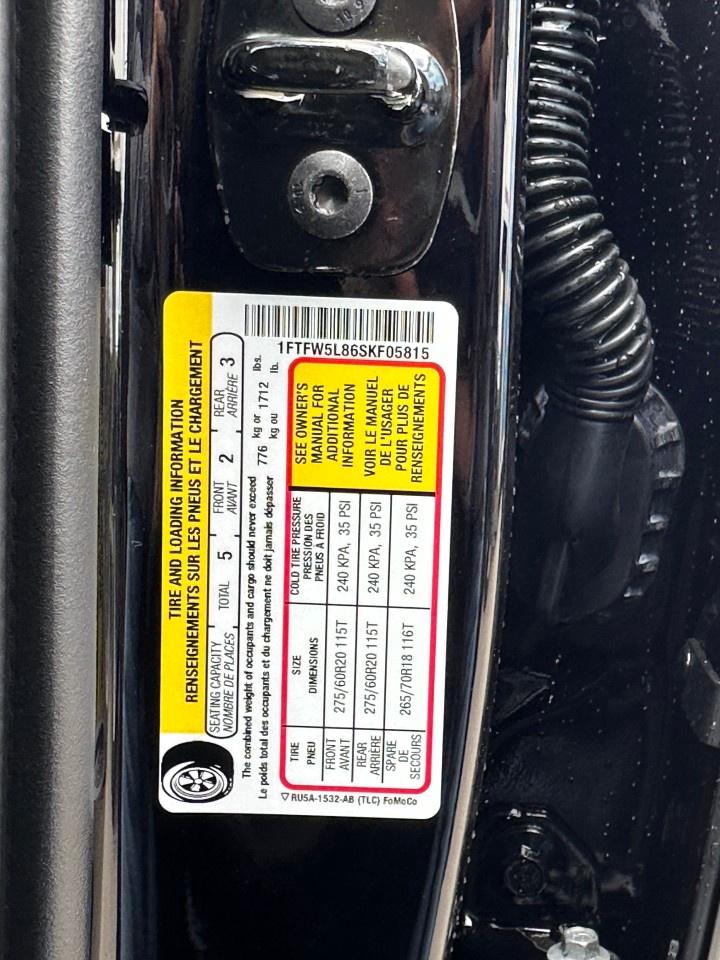 TIRE AND LOADING INFORMATION
RENSEIGNEMENTS SUR LES PNEUS ET LE CHARGEMENT
SEATING CAPACITY
NOMBRE DE PLACES
TOTAL 5
FRONT
AVANT
2
REAR
ARRIÈRE
3
The combined weight of occupants and cargo should never exceed
Le poids total des occupants et du chargement ne doit jamais dépasser
776 kg or 1712 lbs.
kg ou lb.
TIRE
PNEU
SIZE
DIMENSIONS
COLD TIRE PRESSURE
PRESSION DES
PNEUS À FROID
FRONT
AVANT
275/60R20 115T
240 KPA, 35 PSI
REAR
ARRIÈRE
275/60R20 115T
240 KPA, 35 PSI
SPARE
DE
SECOURS
265/70R18 116T
240 KPA, 35 PSI
SEE OWNER'S
MANUAL FOR
ADDITIONAL
INFORMATION
VOIR LE MANUEL
DE L'USAGER
POUR PLUS DE
RENSEIGNEMENTS
1FTFW5L86SKF05815
RU5A-1532-AB (TLC) FoMoCo